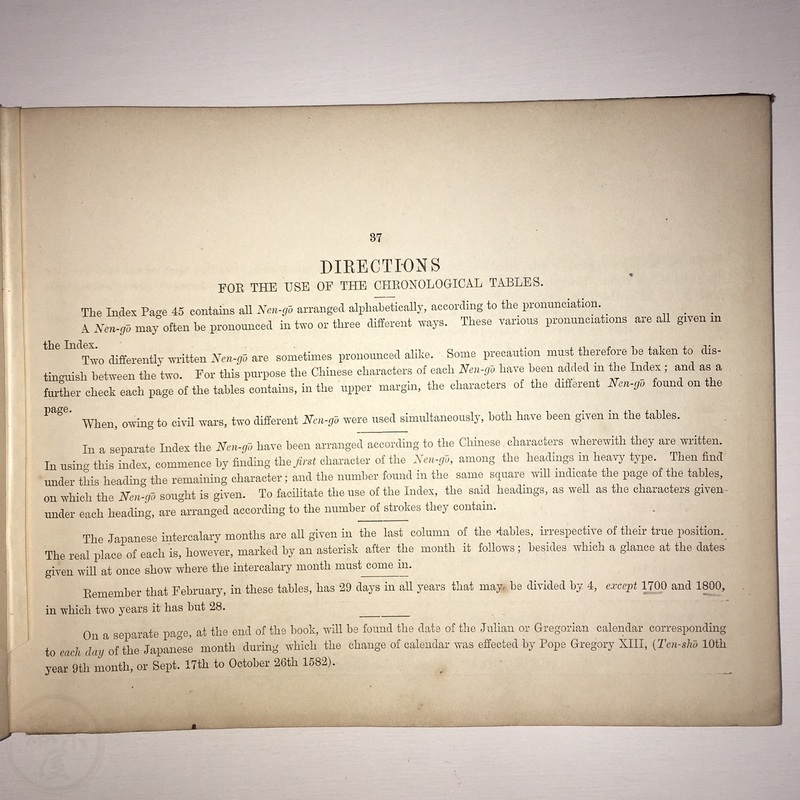 37
DIRECTIONS
FOR THE USE OF THE CHRONOLOGICAL TABLES.
The Index Page 45 contains all Nen-gō arranged alphabetically, according to the pronunciation.
A Nen-gō may often be pronounced in two or three different ways. These various pronunciations are all given in
the Index.
Two differently written Nen-gō are sometimes pronounced alike. Some precaution must therefore be taken to dis-
tinguish between the two. For this purpose the Chinese characters of each Nen-gō have been added in the Index; and as a
further check each page of the tables contains, in the upper margin, the characters of the different Nen-gō found on the
page.
When, owing to civil wars, two different Nen-gō were used simultaneously, both have been given in the tables.
In a separate Index the Nen-gō have been arranged according to the Chinese characters wherewith they are written.
In using this index, commence by finding the first character of the Nen-gō, among the headings in heavy type. Then find
under this heading the remaining character; and the number found in the same square will indicate the page of the tables,
on which the Nen-gō sought is given. To facilitate the use of the Index, the said headings, as well as the characters given
under each heading, are arranged according to the number of strokes they contain.
The Japanese intercalary months are all given in the last column of the tables, irrespective of their true position.
The real place of each is, however, marked by an asterisk after the month it follows; besides which a glance at the dates
given will at once show where the intercalary month must come in.
Remember that February, in these tables, has 29 days in all years that may be divided by 4, except 1700 and 1800,
in which two years it has but 28.
On a separate page, at the end of the book, will be found the date of the Julian or Gregorian calendar corresponding
to each day of the Japanese month during which the change of calendar was effected by Pope Gregory XIII, (Ten-shō 10th
year 9th month, or Sept. 17th to October 26th 1582).